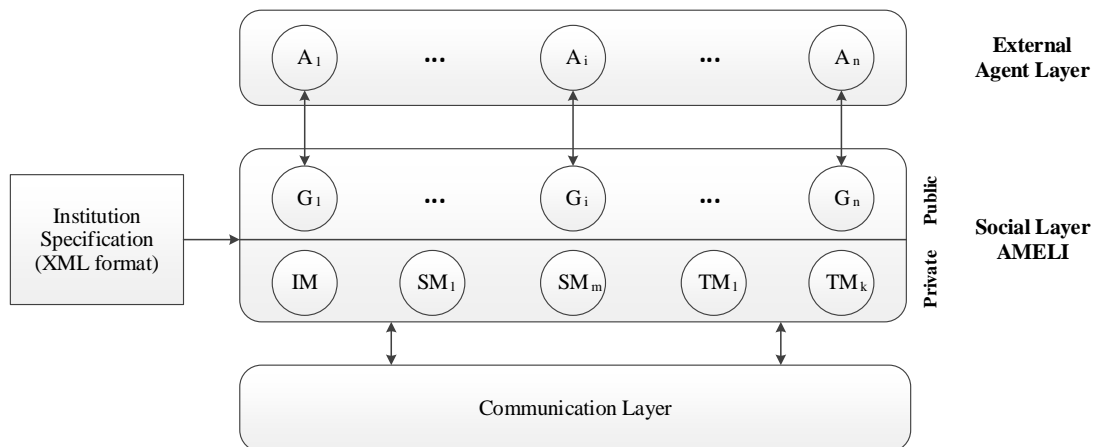 A1 ... Ai ... An
External
Agent Layer
G1 ... Gi ... Gn
Public
Institution
Specification
(XML format)
Social Layer
AMELI
IM SM1 SMm TM1 TMk
Private
Communication Layer